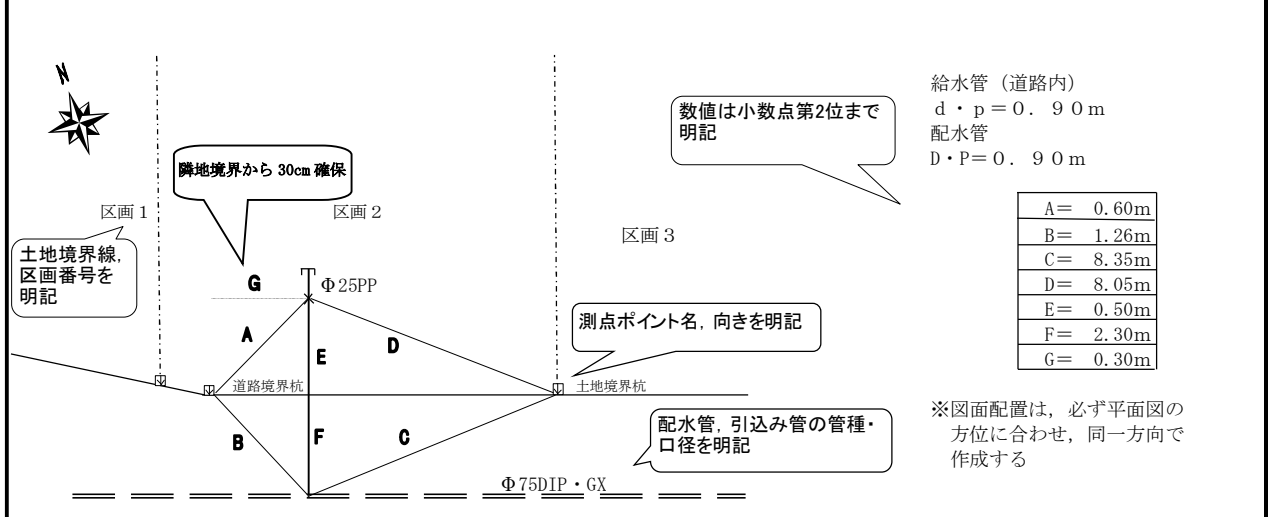 N
給水管（道路内）
ｄ・ｐ＝０．９０ｍ
配水管
D・P＝０．９０ｍ
数値は小数点第2位まで
明記
隣地境界から 30cm 確保
区画１
区画２
区画３
土地境界線，
区画番号を
明記
G
Φ25PP
A
E
D
測点ポイント名，向きを明記
道路境界杭
土地境界杭
B
F
C
配水管，引込み管の管種・
口径を明記
Φ75DIP・GX
A＝ 0.60m
B＝ 1.26m
C＝ 8.35m
D＝ 8.05m
E＝ 0.50m
F＝ 2.30m
G＝ 0.30m
※図面配置は，必ず平面図の
方位に合わせ，同一方向で
作成する